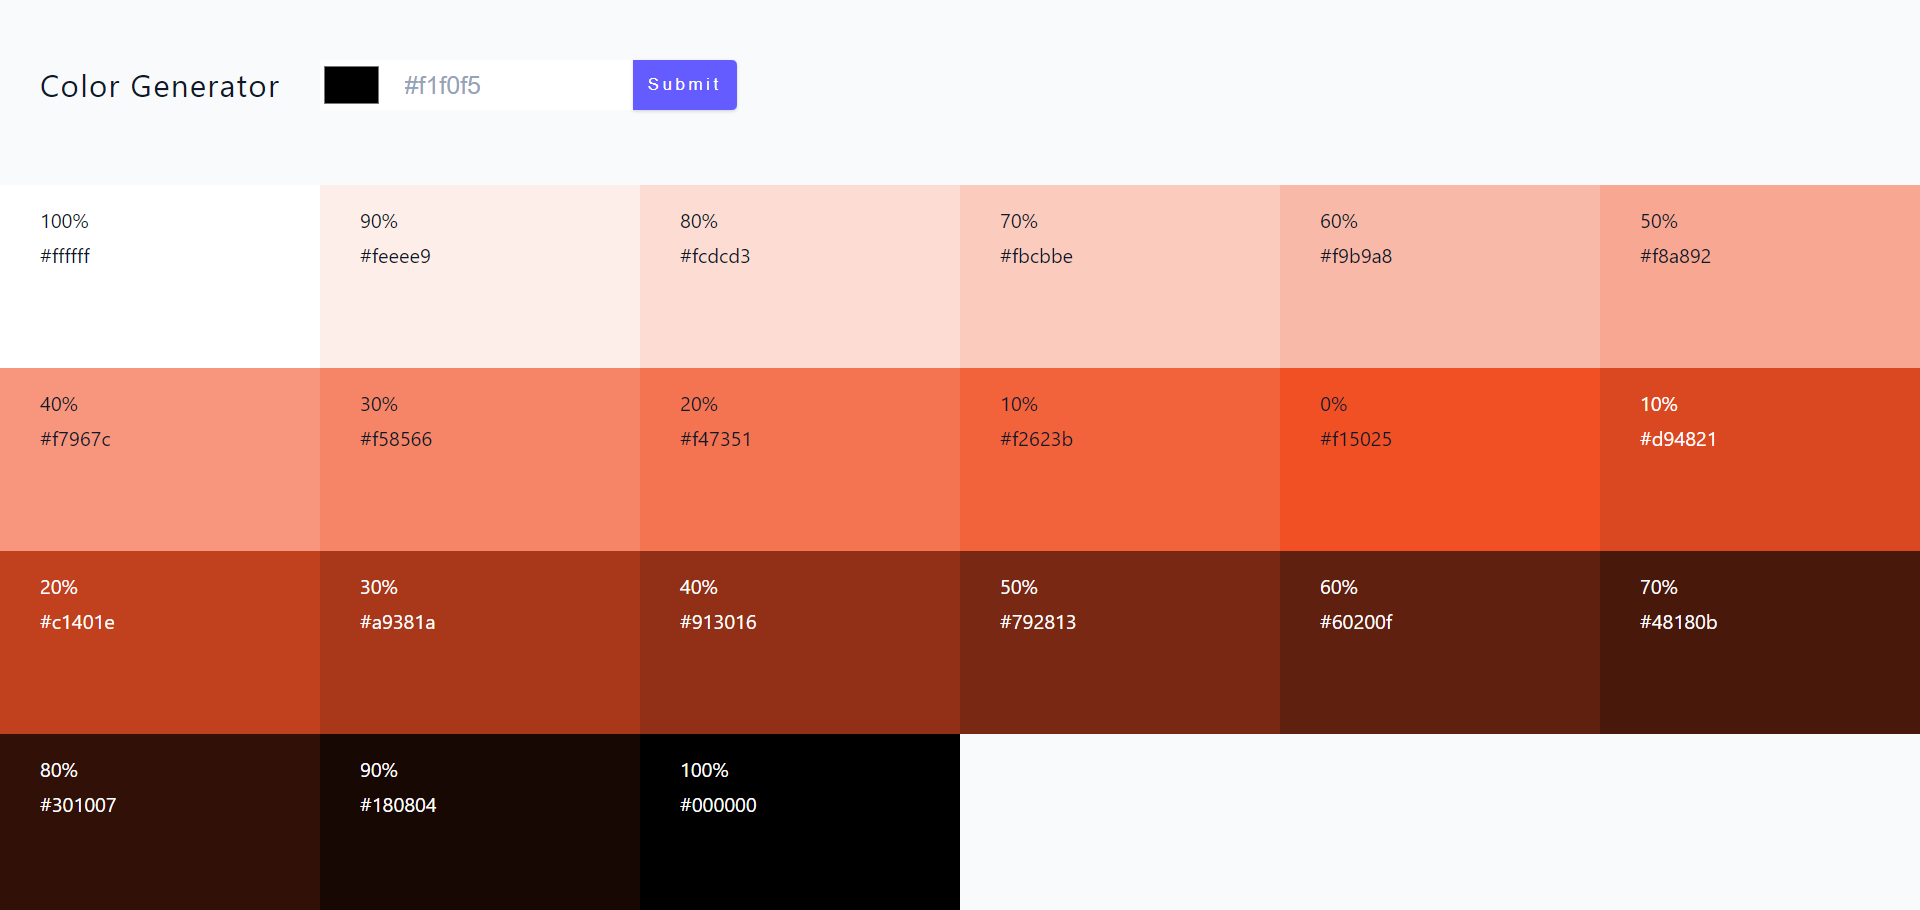 Color Generator
#f1f0f5
Submit
100%
#ffffff
90%
#feeee9
80%
#fcdcd3
70%
#fbcbbe
60%
#f9b9a8
50%
#f8a892
40%
#f7967c
30%
#f58566
20%
#f47351
10%
#f2623b
0%
#f15025
10%
#d94821
20%
#c1401e
30%
#a9381a
40%
#913016
50%
#792813
60%
#60200f
70%
#48180b
80%
#301007
90%
#180804
100%
#000000